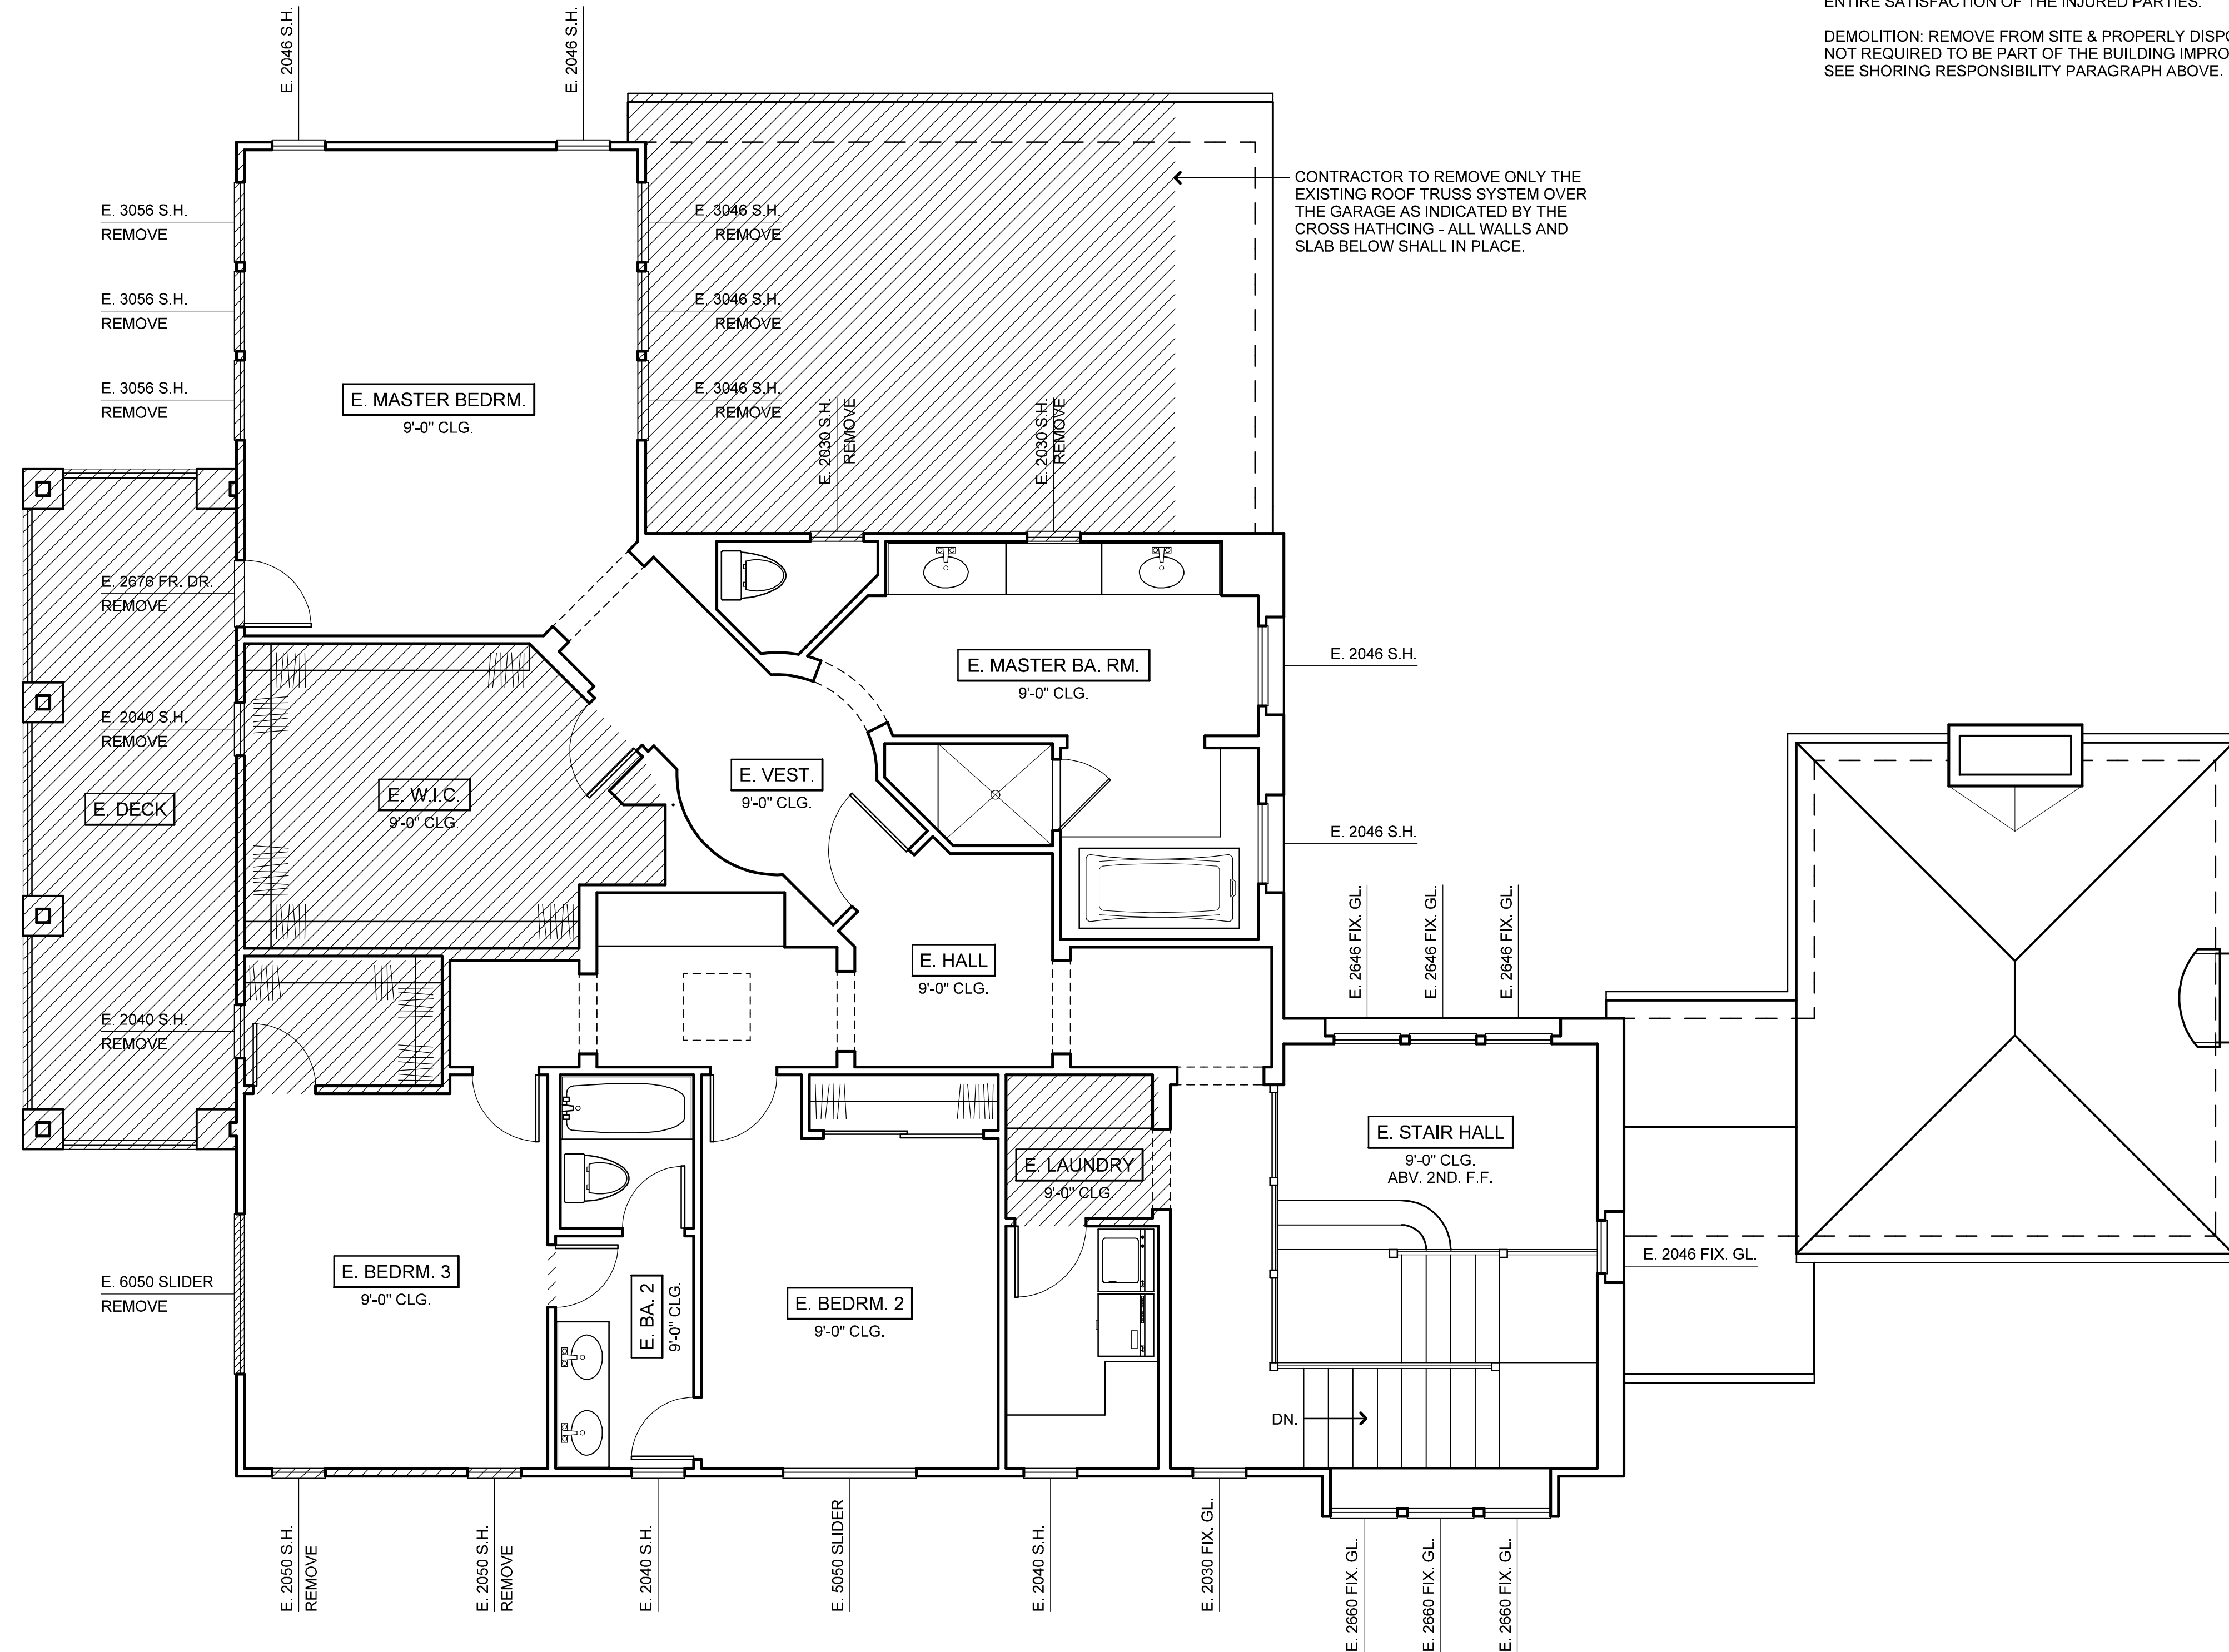 ENTIRE SATISFACTION OF THE INJURED PARTIES.
DEMOLITION: REMOVE FROM SITE & PROPERLY DISPO
NOT REQUIRED TO BE PART OF THE BUILDING IMPRO
SEE SHORING RESPONSIBILITY PARAGRAPH ABOVE.
E. 2046 S.H.
E. 2046 S.H.
CONTRACTOR TO REMOVE ONLY THE
EXISTING ROOF TRUSS SYSTEM OVER
THE GARAGE AS INDICATED BY THE
CROSS HATHCING - ALL WALLS AND
SLAB BELOW SHALL IN PLACE.
E. 3056 S.H.
REMOVE
E. 3046 S.H.
REMOVE
E. 3056 S.H.
REMOVE
E. 3046 S.H.
REMOVE
E. 3056 S.H.
REMOVE
E. MASTER BEDRM.
9'-0" CLG.
E. 3046 S.H.
REMOVE
E. 2030 S.H.
REMOVE
E. 2030 S.H.
REMOVE
E. 2676 FR. DR.
REMOVE
E. MASTER BA. RM.
9'-0" CLG.
E. 2046 S.H.
E. 2040 S.H.
REMOVE
E. DECK
E. W.I.C.
9'-0" CLG.
E. VEST.
9'-0" CLG.
E. 2046 S.H.
E. 2646 FIX. GL.
E. 2646 FIX. GL.
E. 2646 FIX. GL.
E. HALL
9'-0" CLG.
E. 2040 S.H.
REMOVE
E. LAUNDRY
9'-0" CLG.
E. STAIR HALL
9'-0" CLG.
ABV. 2ND. F.F.
E. 2046 FIX. GL.
E. 6050 SLIDER
REMOVE
E. BEDRM. 3
9'-0" CLG.
E. BA. 2
9'-0" CLG.
E. BEDRM. 2
9'-0" CLG.
DN.
E. 2050 S.H.
REMOVE
E. 2050 S.H.
REMOVE
E. 2040 S.H.
E. 5050 SLIDER
E. 2040 S.H.
E. 2030 FIX. GL.
E. 2660 FIX. GL.
E. 2660 FIX. GL.
E. 2660 FIX. GL.